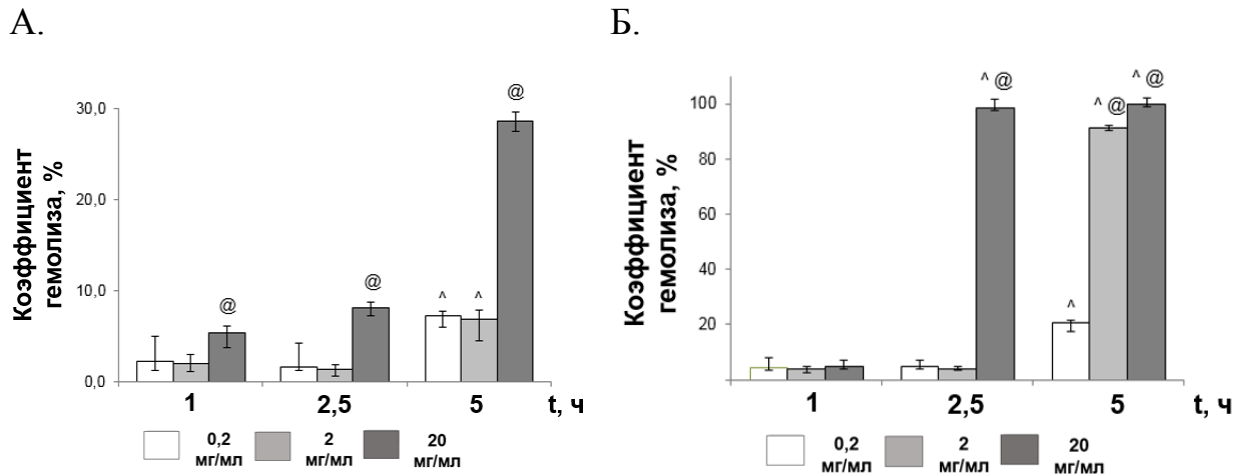 А.
Коэффициент
гемолиза, %
30,0
20,0
10,0
0,0
@
@
^
^
@
1
2,5
5
t, ч
0,2
мг/мл
2
мг/мл
20
мг/мл
Б.
Коэффициент
гемолиза, %
100
80
60
40
20
^ @
^
^ @
^ @
1
2,5
5
t, ч
0,2
мг/мл
2
мг/мл
20
мг/мл